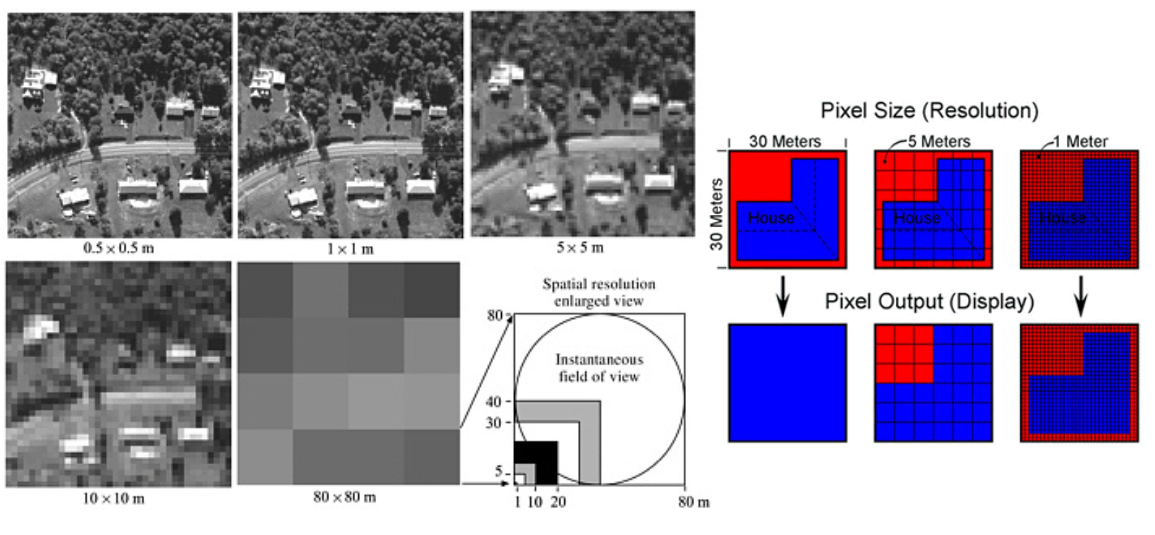 0.5 × 0.5 m
1 × 1 m
5 × 5 m
10 × 10 m
80 × 80 m
Spatial resolution
enlarged view
80
Instantaneous
field of view
40
30
5
1 10 20 80 m
Pixel Size (Resolution)
30 Meters
5 Meters
1 Meter
30 Meters
House
House
House
Pixel Output (Display)